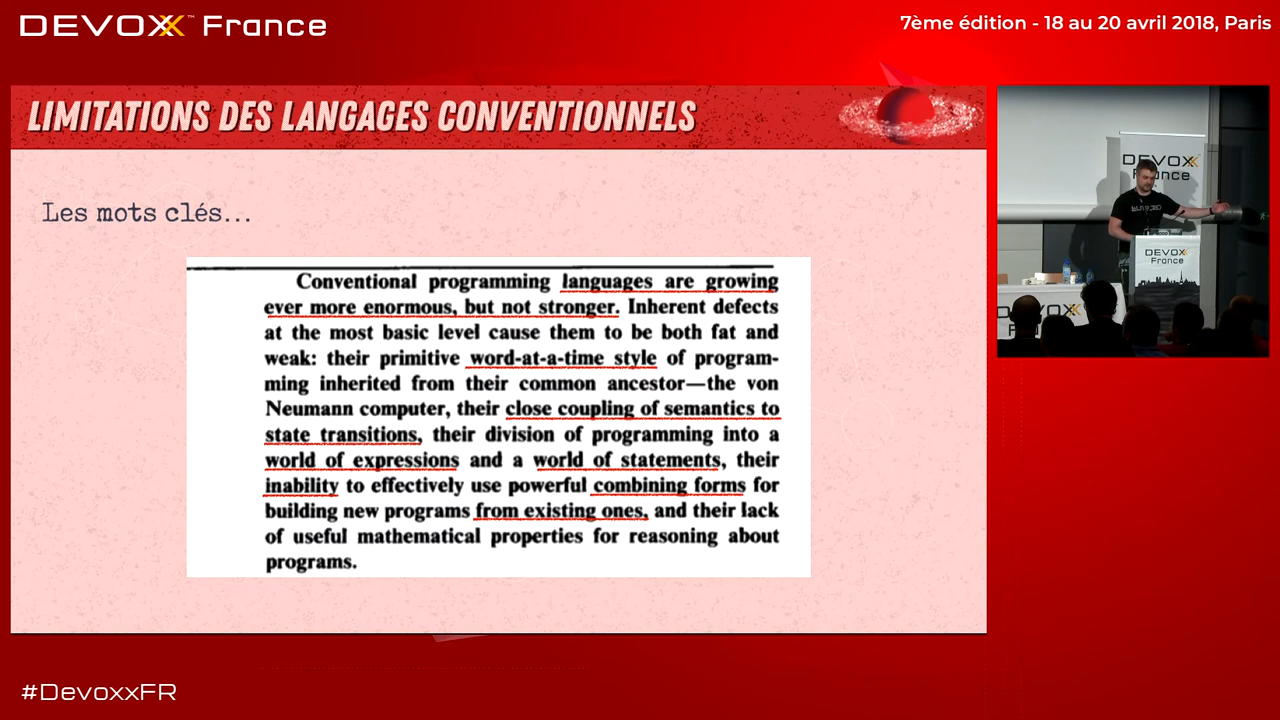 DEVOXX™ France
7ème édition - 18 au 20 avril 2018, Paris
LIMITATIONS DES LANGAGES CONVENTIONNELS
Les mots clés...
Conventional programming languages are growing
ever more enormous, but not stronger. Inherent defects
at the most basic level cause them to be both fat and
weak: their primitive word-at-a-time style of program-
ming inherited from their common ancestor—the von
Neumann computer, their close coupling of semantics to
state transitions, their division of programming into a
world of expressions and a world of statements, their
inability to effectively use powerful combining forms for
building new programs from existing ones, and their lack
of useful mathematical properties for reasoning about
programs.
DEVOXX
France
DEVOXX
France
#DevoxxFR